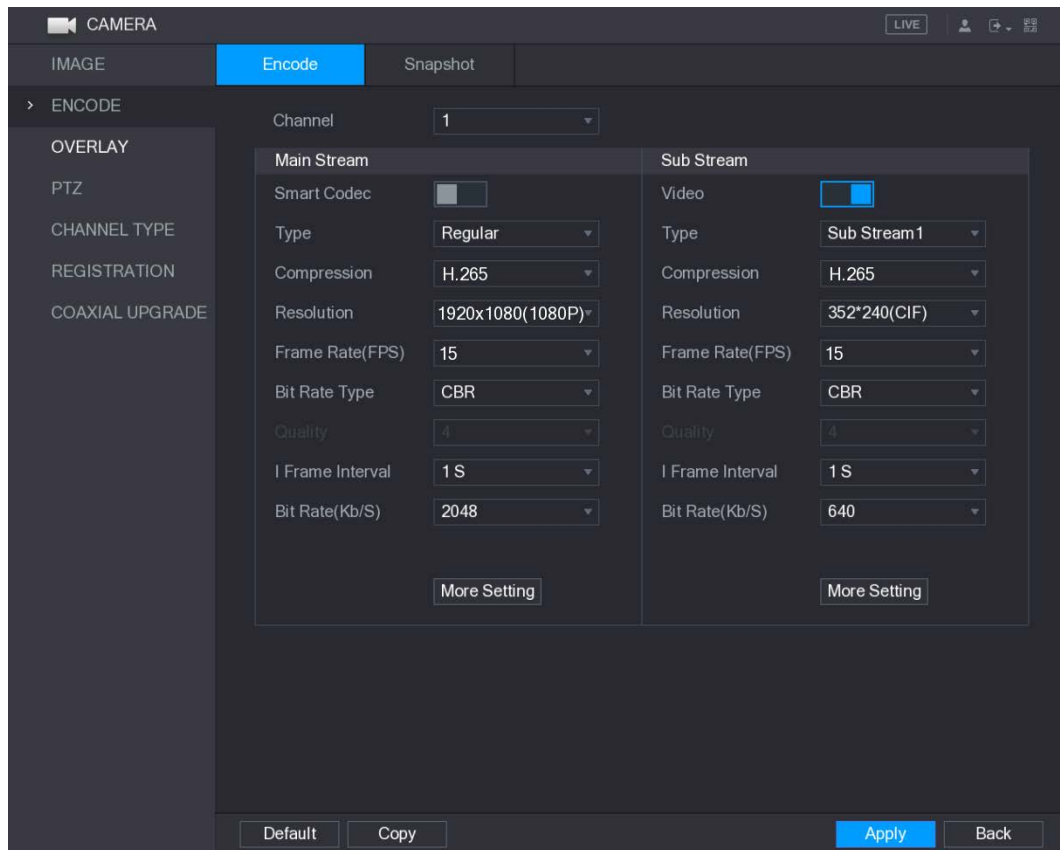 CAMERA
LIVE
IMAGE
ENCODE
OVERLAY
PTZ
CHANNEL TYPE
REGISTRATION
COAXIAL UPGRADE
Encode Snapshot
Channel 1
Main Stream
Smart Codec
Type Regular
Compression H.265
Resolution 1920x1080(1080P)
Frame Rate(FPS) 15
Bit Rate Type CBR
Quality 4
I Frame Interval 1 S
Bit Rate(Kb/S) 2048
More Setting
Sub Stream
Video
Type Sub Stream1
Compression H.265
Resolution 352*240(CIF)
Frame Rate(FPS) 15
Bit Rate Type CBR
Quality 4
I Frame Interval 1 S
Bit Rate(Kb/S) 640
More Setting
Default Copy Apply Back